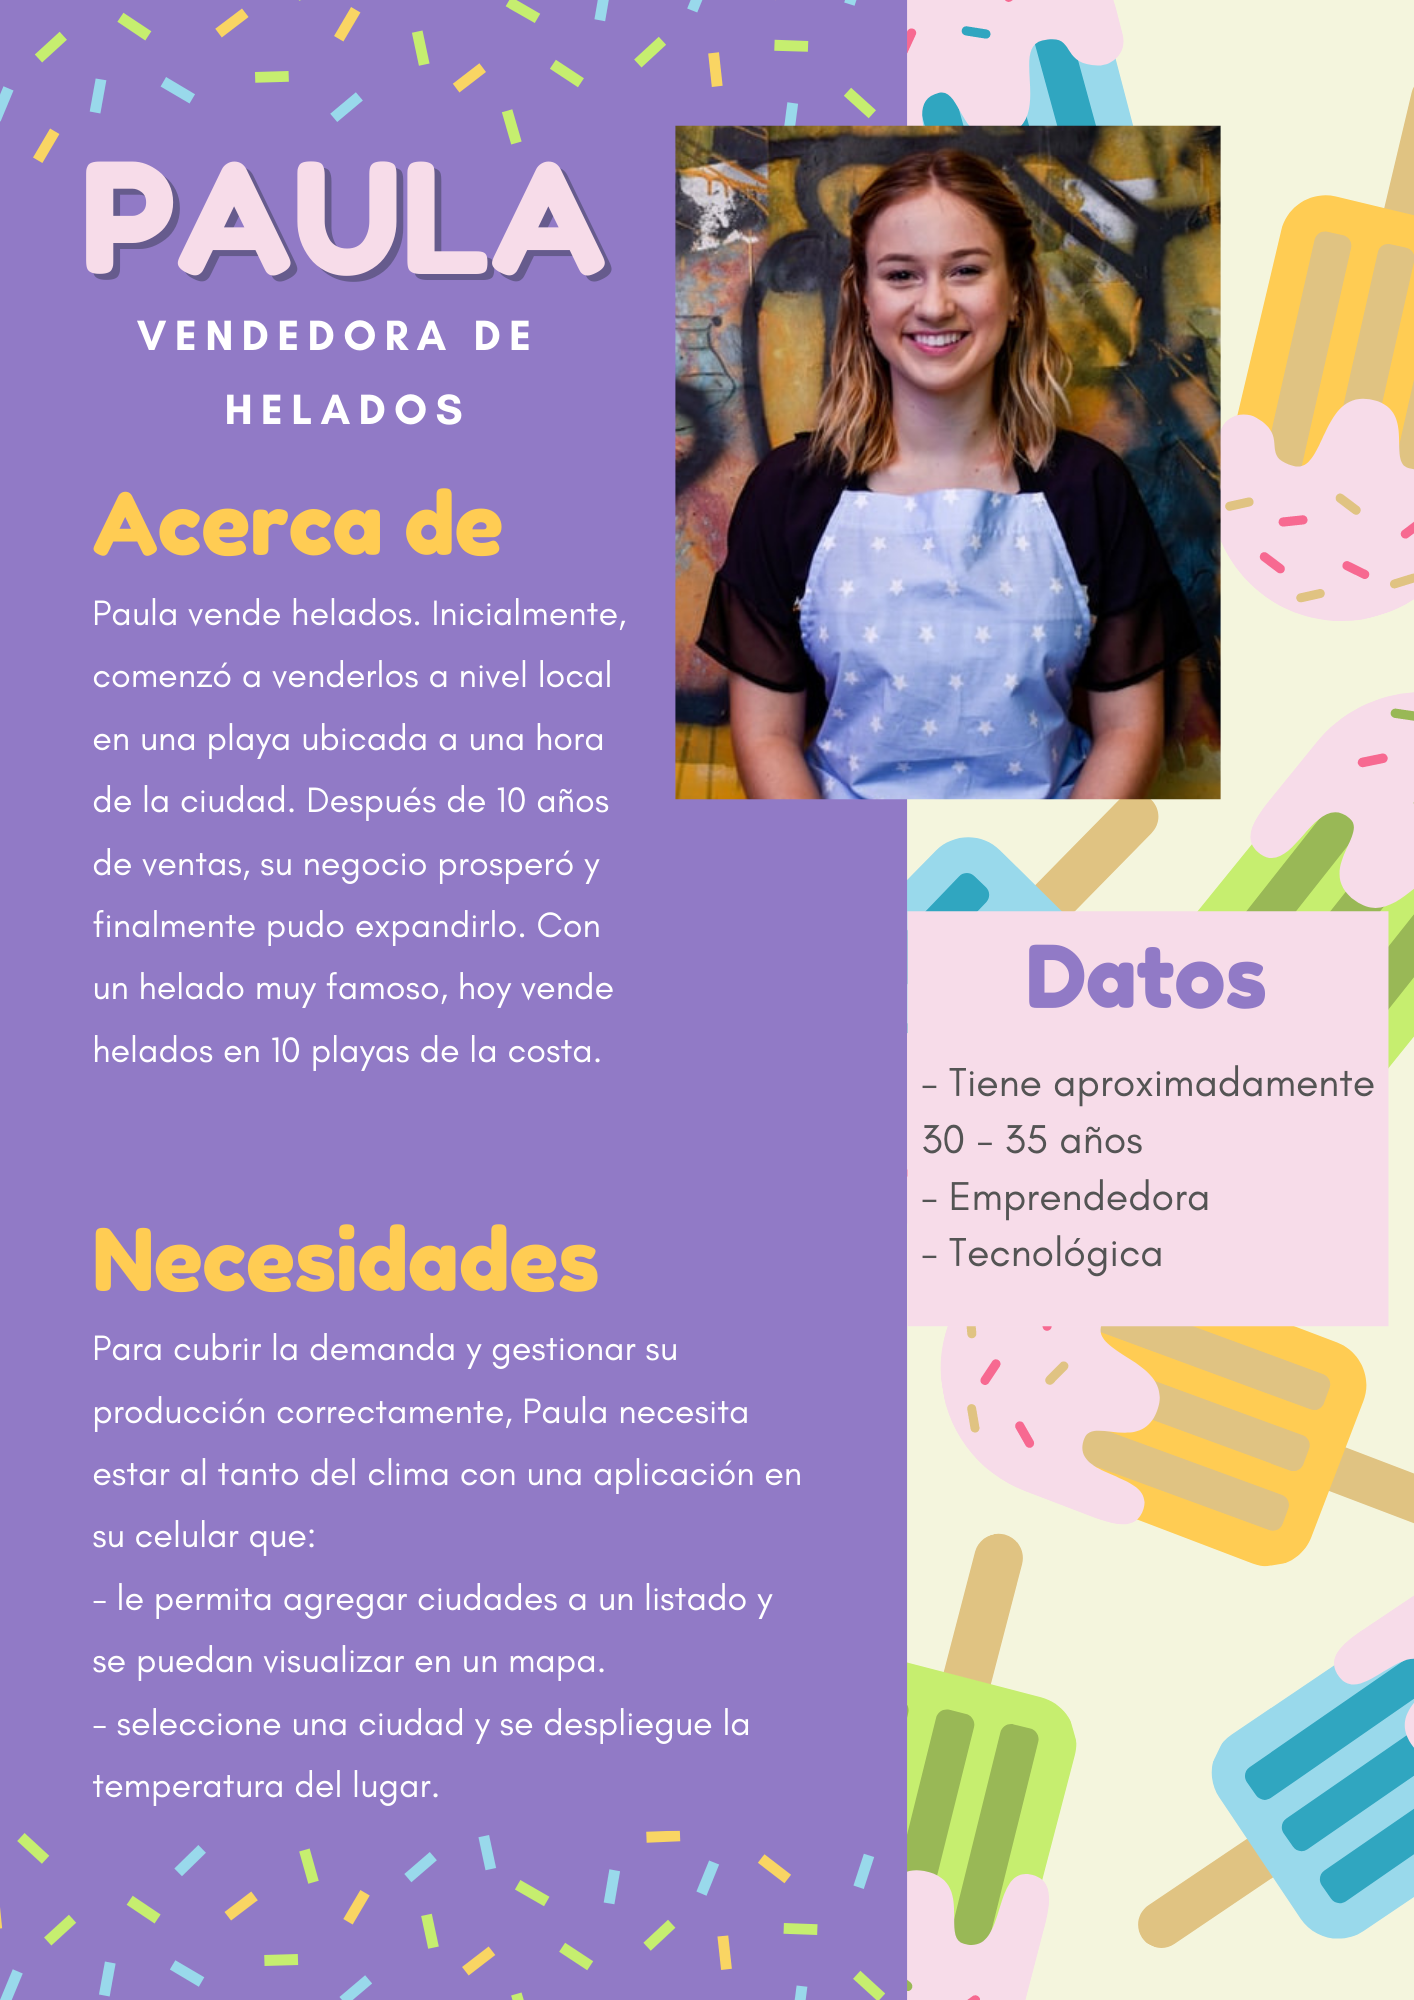 PAULA
VENDEDORA DE
HELADOS
Acerca de
Paula vende helados. Inicialmente,
comenzó a venderlos a nivel local
en una playa ubicada a una hora
de la ciudad. Después de 10 años
de ventas, su negocio prosperó y
finalmente pudo expandirlo. Con
un helado muy famoso, hoy vende
helados en 10 playas de la costa.
Datos
- Tiene aproximadamente
30 - 35 años
- Emprendedora
- Tecnológica
Necesidades
Para cubrir la demanda y gestionar su
producción correctamente, Paula necesita
estar al tanto del clima con una aplicación en
su celular que:
- le permita agregar ciudades a un listado y
se puedan visualizar en un mapa.
- seleccione una ciudad y se despliegue la
temperatura del lugar.